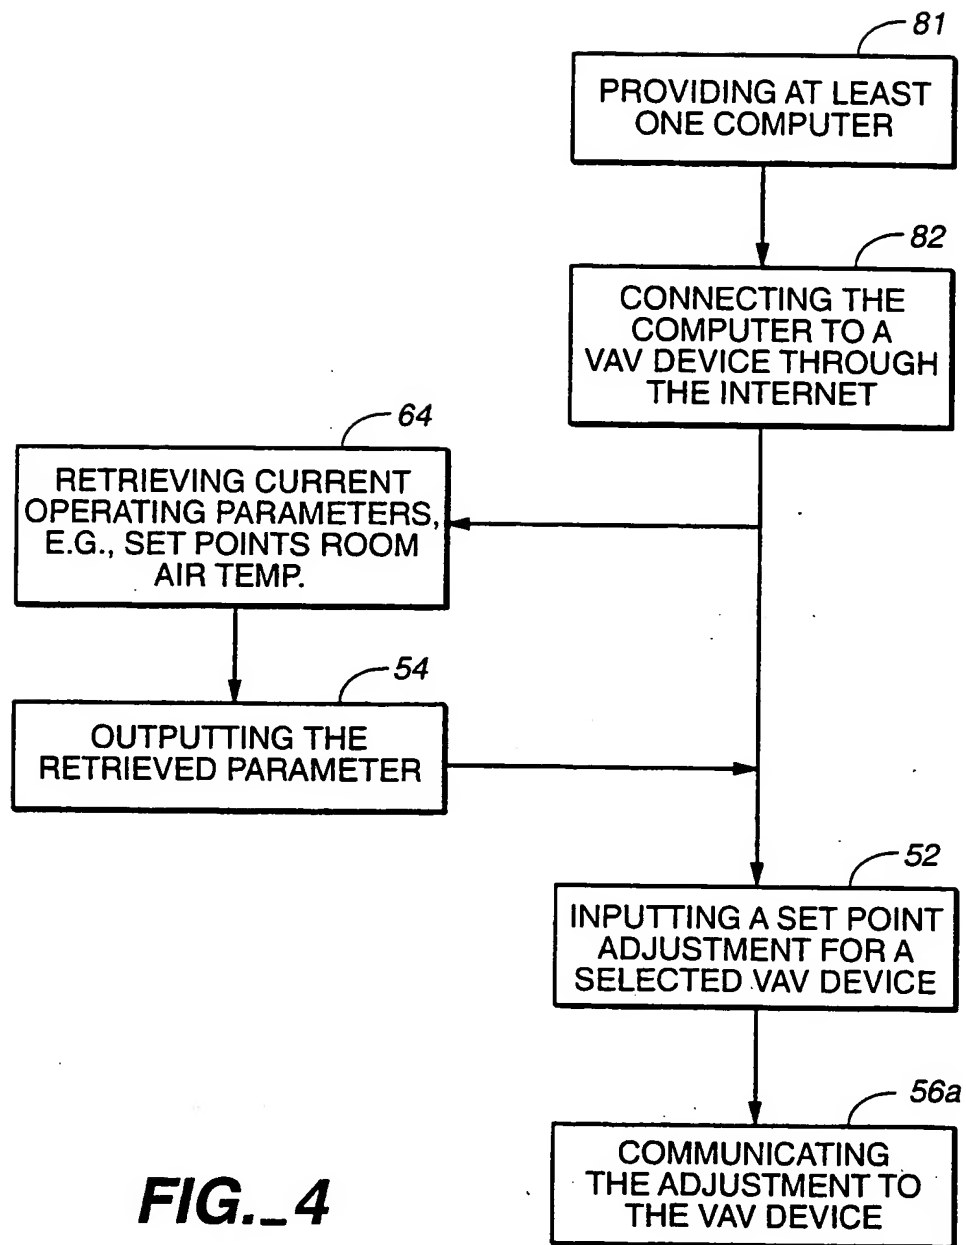 81
PROVIDING AT LEAST
ONE COMPUTER
82
CONNECTING THE
COMPUTER TO A
VAV DEVICE THROUGH
THE INTERNET
64
RETRIEVING CURRENT
OPERATING PARAMETERS,
E.G., SET POINTS ROOM
AIR TEMP.
54
OUTPUTTING THE
RETRIEVED PARAMETER
52
INPUTTING A SET POINT
ADJUSTMENT FOR A
SELECTED VAV DEVICE
56a
COMMUNICATING
THE ADJUSTMENT TO
THE VAV DEVICE
FIG._4